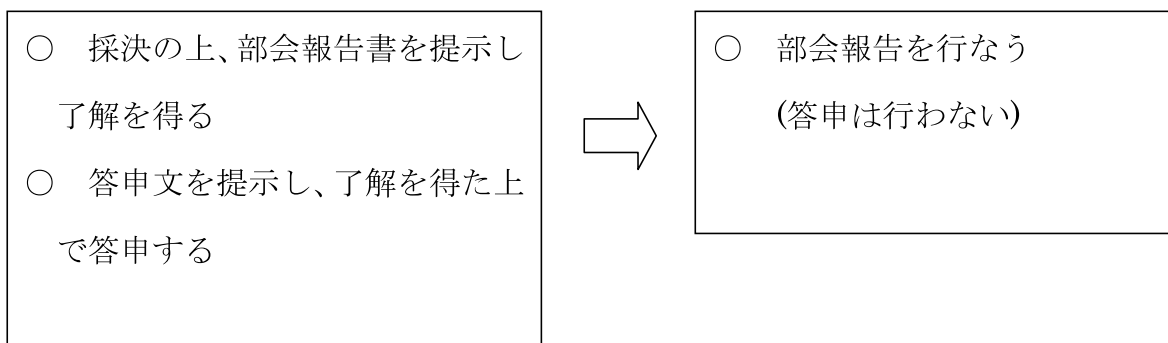 ○ 採決の上、部会報告書を提示し
了解を得る
○ 答申文を提示し、了解を得た上
で答申する
○ 部会報告を行なう
(答申は行わない)